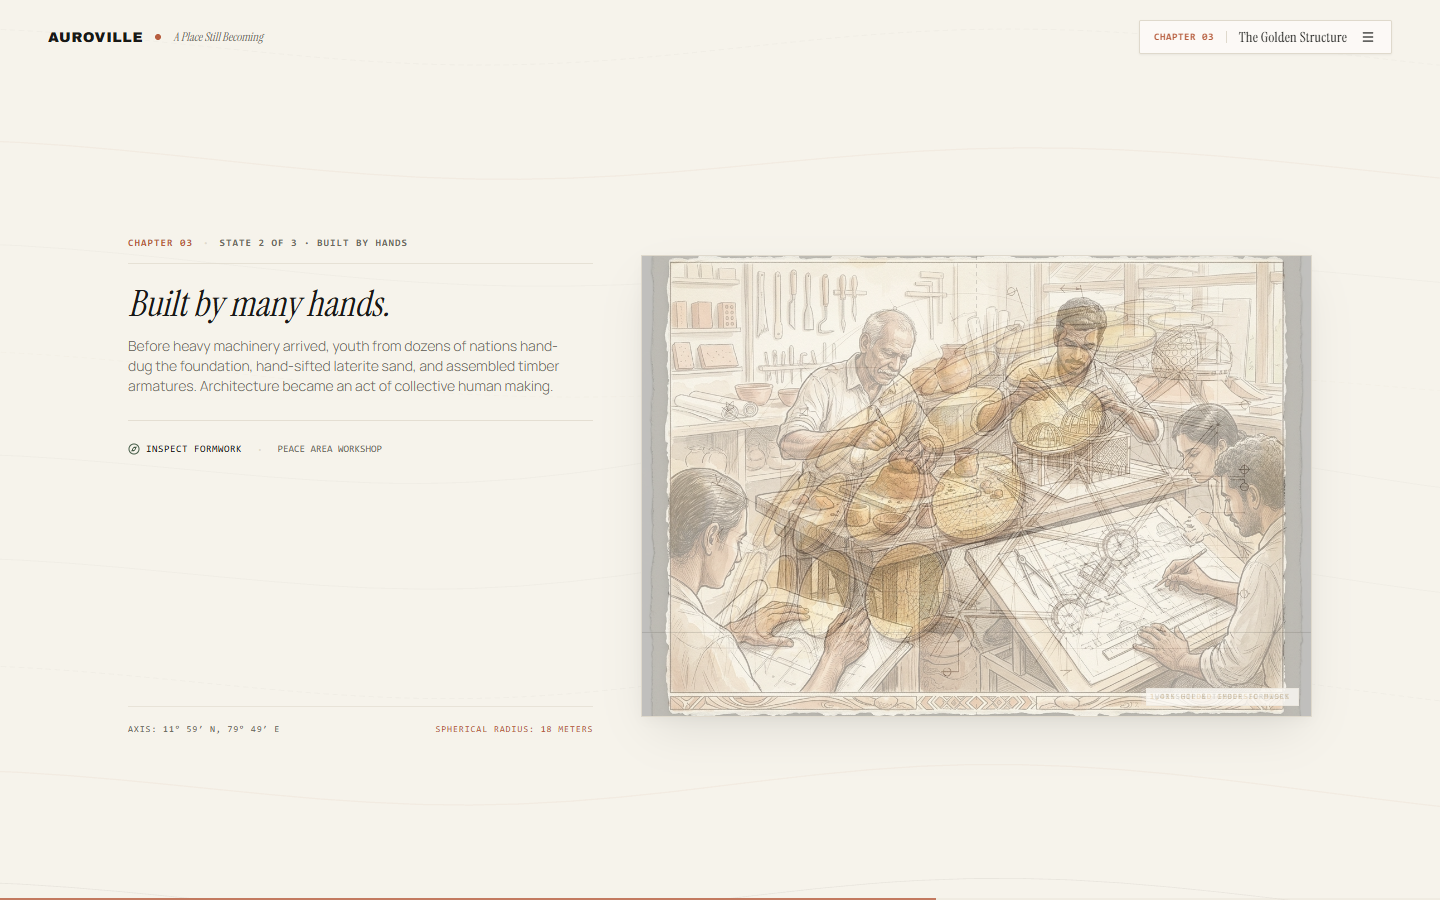 AUROVILLE
A Place Still Becoming
CHAPTER 03
The Golden Structure
CHAPTER 03 · STATE 2 OF 3 · BUILT BY HANDS
Built by many hands.
Before heavy machinery arrived, youth from dozens of nations hand-
dug the foundation, hand-sifted laterite sand, and assembled timber
armatures. Architecture became an act of collective human making.
INSPECT FORMWORK · PEACE AREA WORKSHOP
AXIS: 11° 59′ N, 79° 49′ E
SPHERICAL RADIUS: 18 METERS